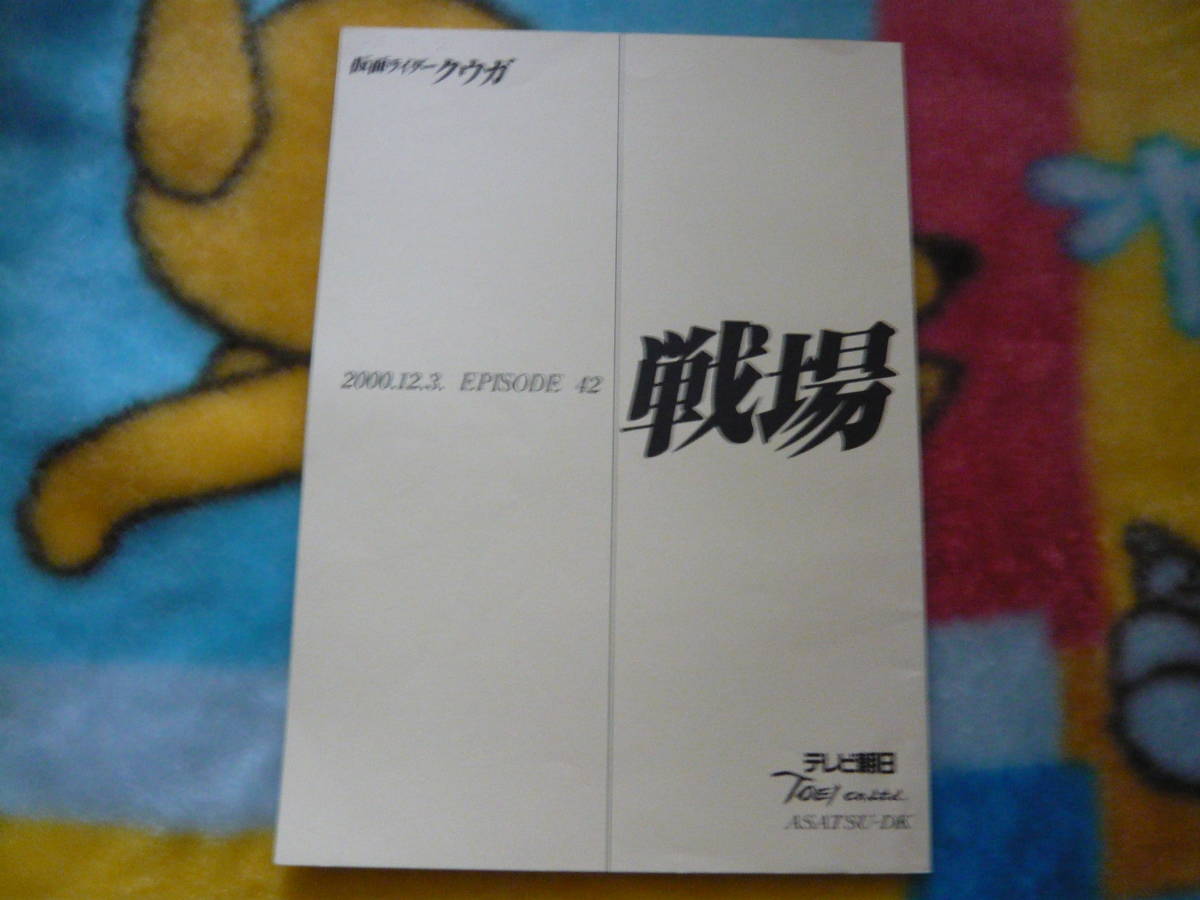 仮面ライダークウガ
2000.12.3. EPISODE 42
戦場
テレビ朝日
TOEI Co.,Ltd.
ASATSU-DK